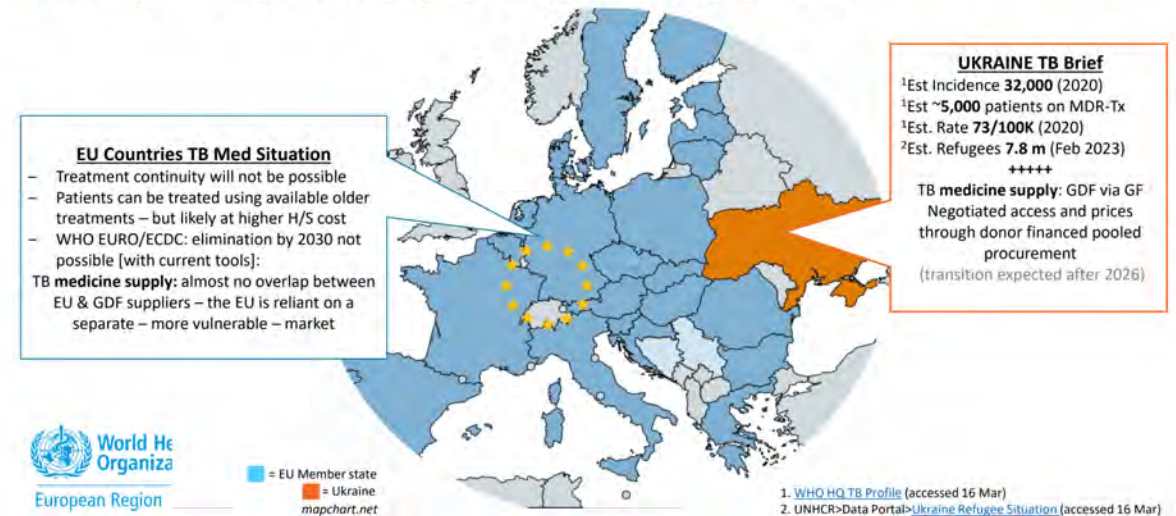 EU Countries TB Med Situation
– Treatment continuity will not be possible
– Patients can be treated using available older
treatments – but likely at higher H/S cost
– WHO EURO/ECDC: elimination by 2030 not
possible [with current tools]:
TB medicine supply: almost no overlap between
EU & GDF suppliers – the EU is reliant on a
separate – more vulnerable – market
UKRAINE TB Brief
¹Est Incidence 32,000 (2020)
¹Est ~5,000 patients on MDR-Tx
¹Est. Rate 73/100K (2020)
²Est. Refugees 7.8 m (Feb 2023)
+++++
TB medicine supply: GDF via GF
Negotiated access and prices
through donor financed pooled
procurement
(transition expected after 2026)
World He
Organiza
European Region
= EU Member state
= Ukraine
mapchart.net
1. WHO HQ TB Profile (accessed 16 Mar)
2. UNHCR>Data Portal>Ukraine Refugee Situation (accessed 16 Mar)